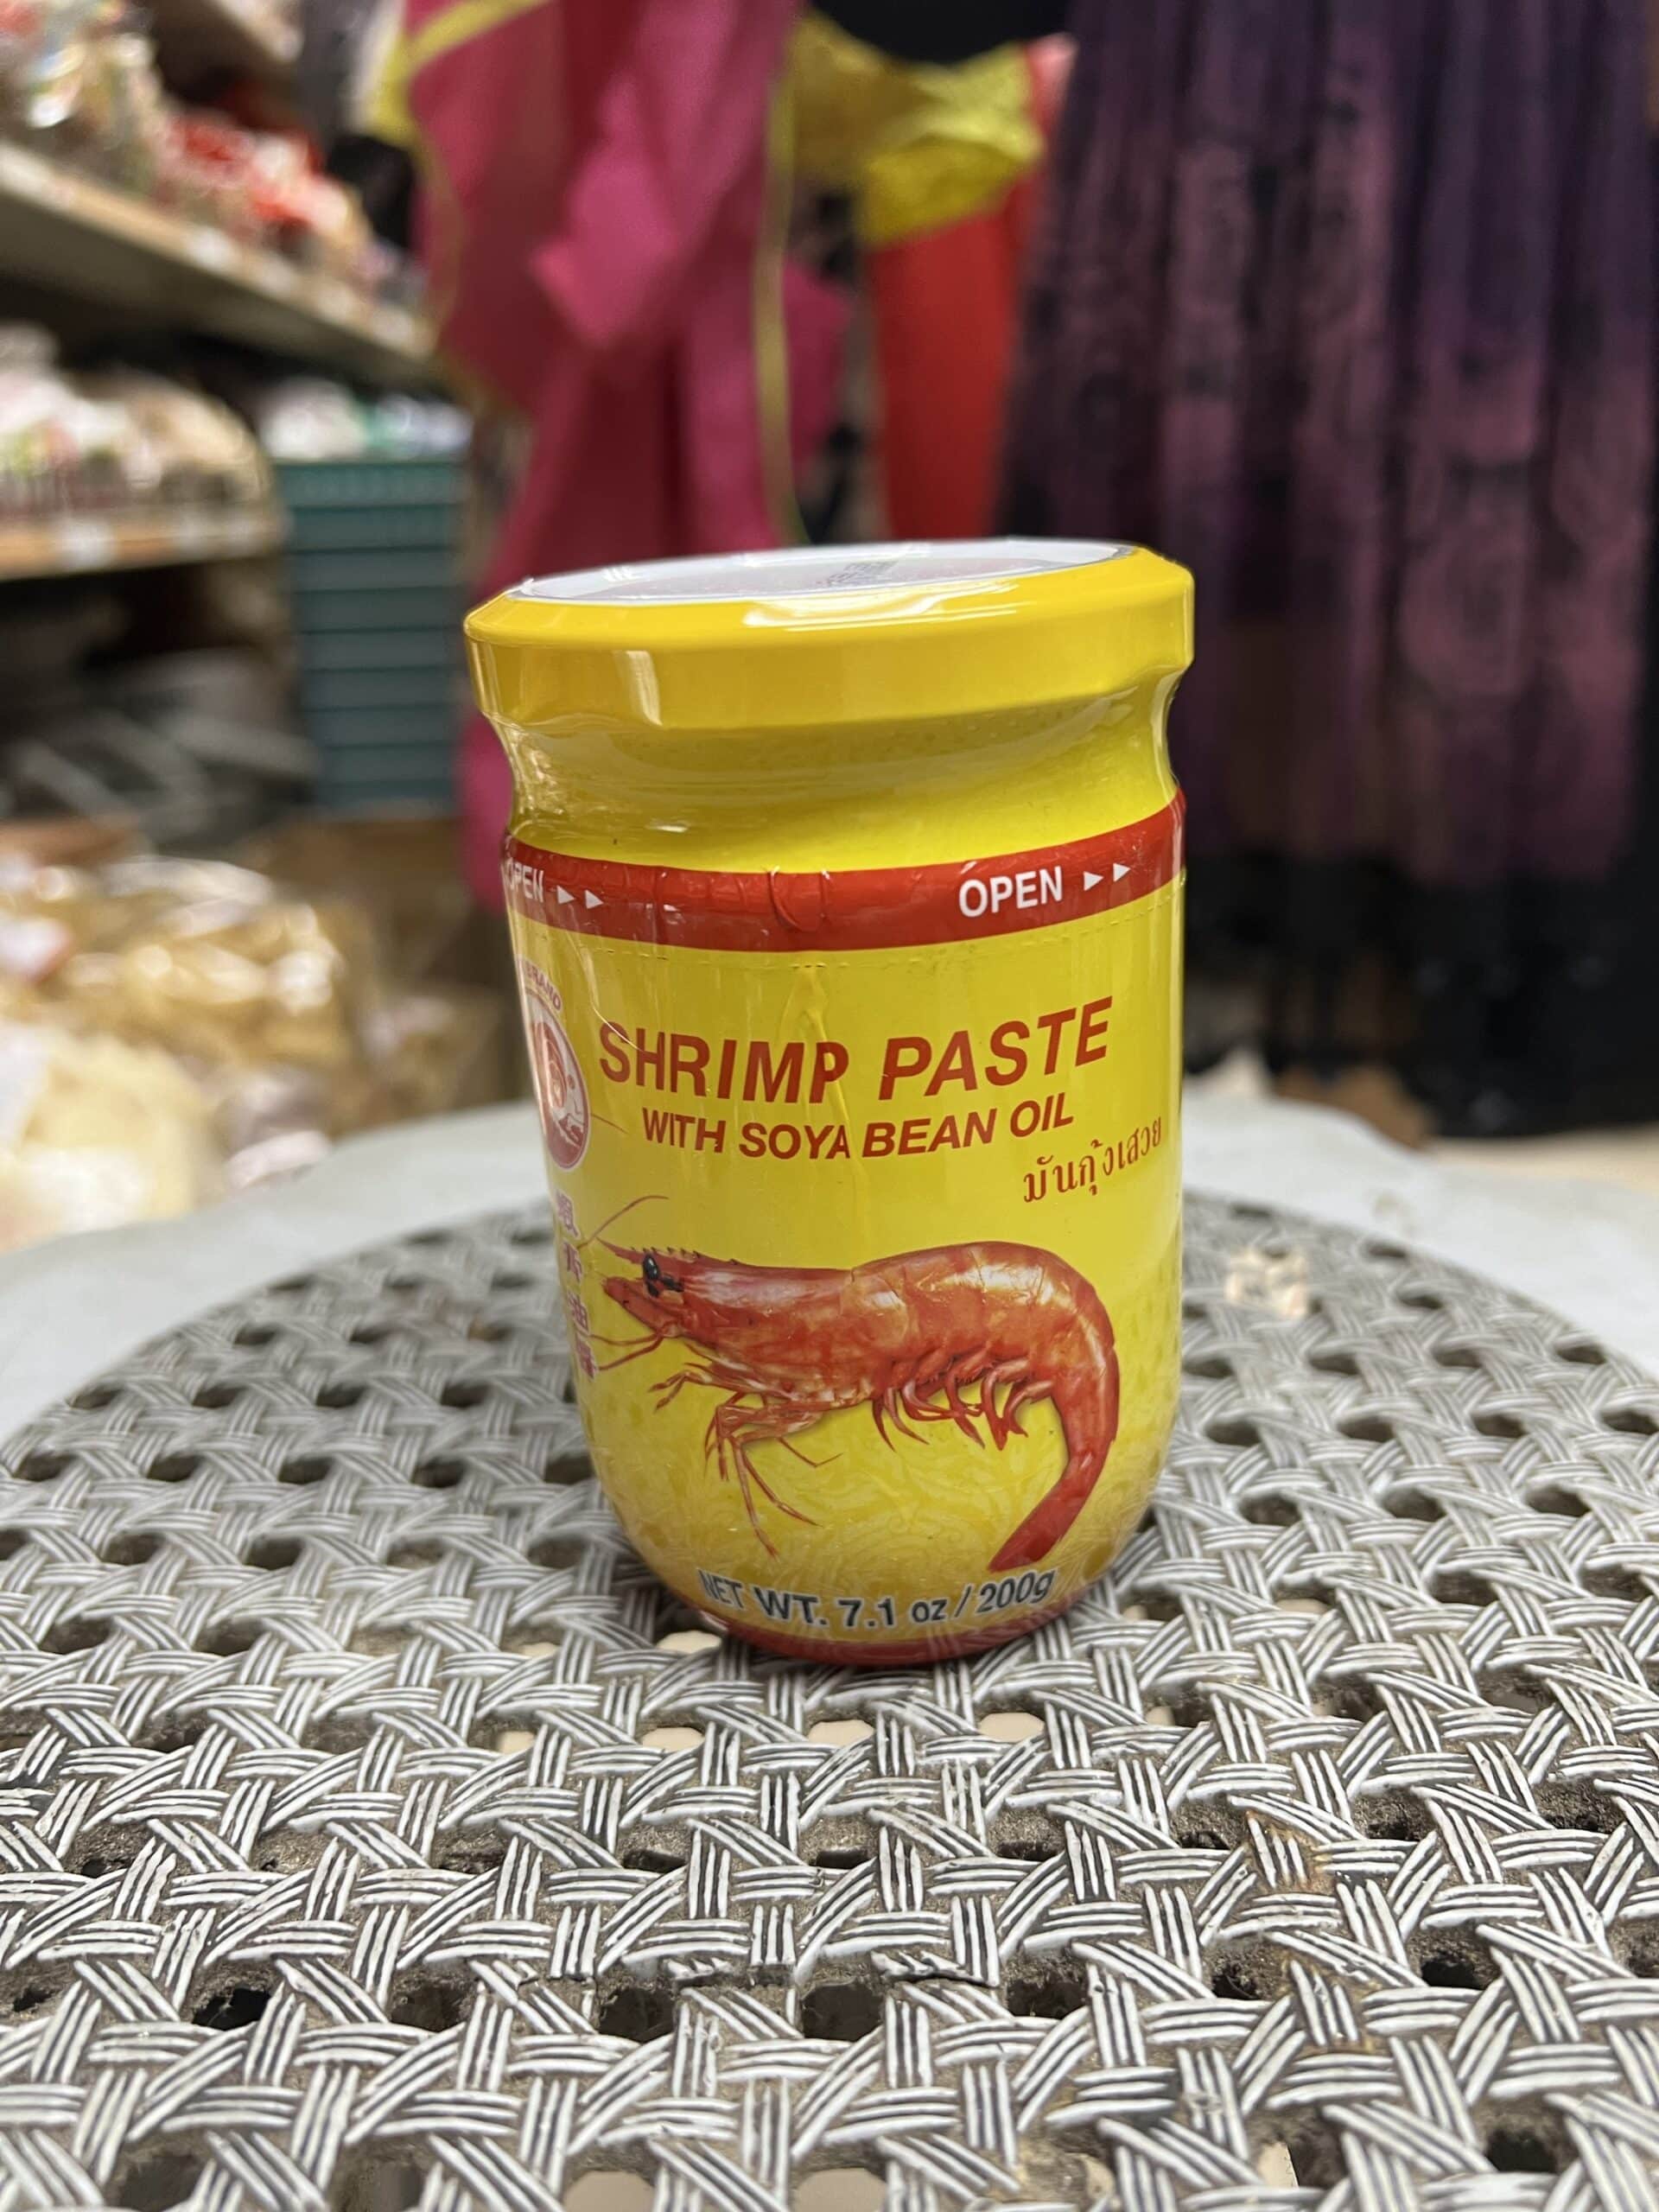 OPEN
OPEN
BRAND
SHRIMP PASTE
WITH SOYA BEAN OIL
มันกุ้งเสวย
NET WT. 7.1 oz / 200g